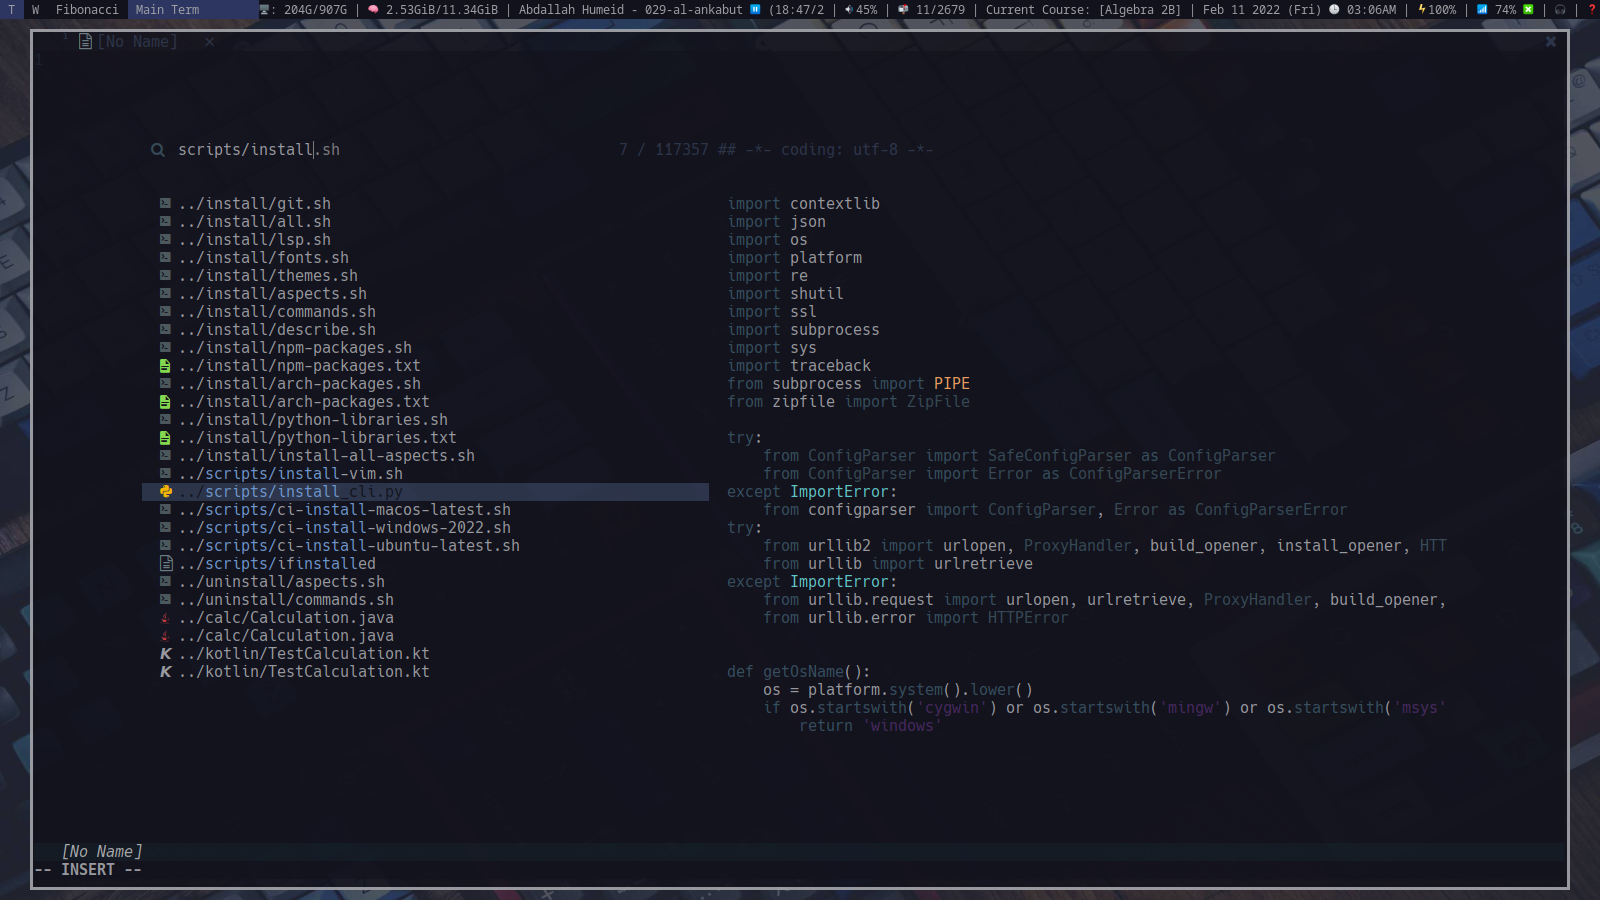 T W Fibonacci Main Term : 204G/907G | 2.53GiB/11.34GiB | Abdallah Humeid - 029-al-ankabut (18:47/2 | 45% | 11/2679 | Current Course: [Algebra 2B] | Feb 11 2022 (Fri) 03:06AM | 100% | 74% | |
1 [No Name] ×
1
scripts/install.sh 7 / 117357 ## -*- coding: utf-8 -*-
../install/git.sh
../install/all.sh
../install/lsp.sh
../install/fonts.sh
../install/themes.sh
../install/aspects.sh
../install/commands.sh
../install/describe.sh
../install/npm-packages.sh
../install/npm-packages.txt
../install/arch-packages.sh
../install/arch-packages.txt
../install/python-libraries.sh
../install/python-libraries.txt
../install/install-all-aspects.sh
../scripts/install-vim.sh
../scripts/install_cli.py
../scripts/ci-install-macos-latest.sh
../scripts/ci-install-windows-2022.sh
../scripts/ci-install-ubuntu-latest.sh
../scripts/ifinstalled
../uninstall/aspects.sh
../uninstall/commands.sh
../calc/Calculation.java
../calc/Calculation.java
../kotlin/TestCalculation.kt
../kotlin/TestCalculation.kt
import contextlib
import json
import os
import platform
import re
import shutil
import ssl
import subprocess
import sys
import traceback
from subprocess import PIPE
from zipfile import ZipFile
try:
from ConfigParser import SafeConfigParser as ConfigParser
from ConfigParser import Error as ConfigParserError
except ImportError:
from configparser import ConfigParser, Error as ConfigParserError
try:
from urllib2 import urlopen, ProxyHandler, build_opener, install_opener, HTT
from urllib import urlretrieve
except ImportError:
from urllib.request import urlopen, urlretrieve, ProxyHandler, build_opener,
from urllib.error import HTTPError
def getOsName():
os = platform.system().lower()
if os.startswith('cygwin') or os.startswith('mingw') or os.startswith('msys'
return 'windows'
[No Name]
-- INSERT --